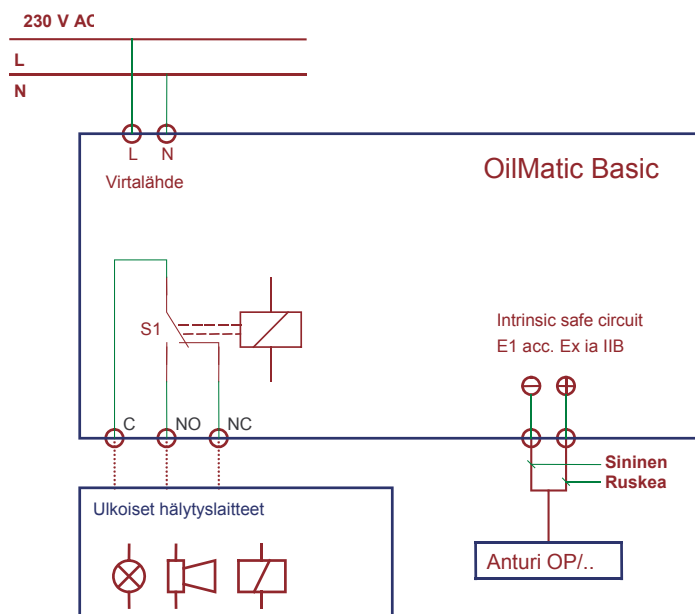 230 V AC
L
N
L N
Virtalähde
OilMatic Basic
S1
Intrinsic safe circuit
E1 acc. Ex ia IIB
C NO NC
Sininen
Ruskea
Ulkoiset hälytyslaitteet
Anturi OP/..